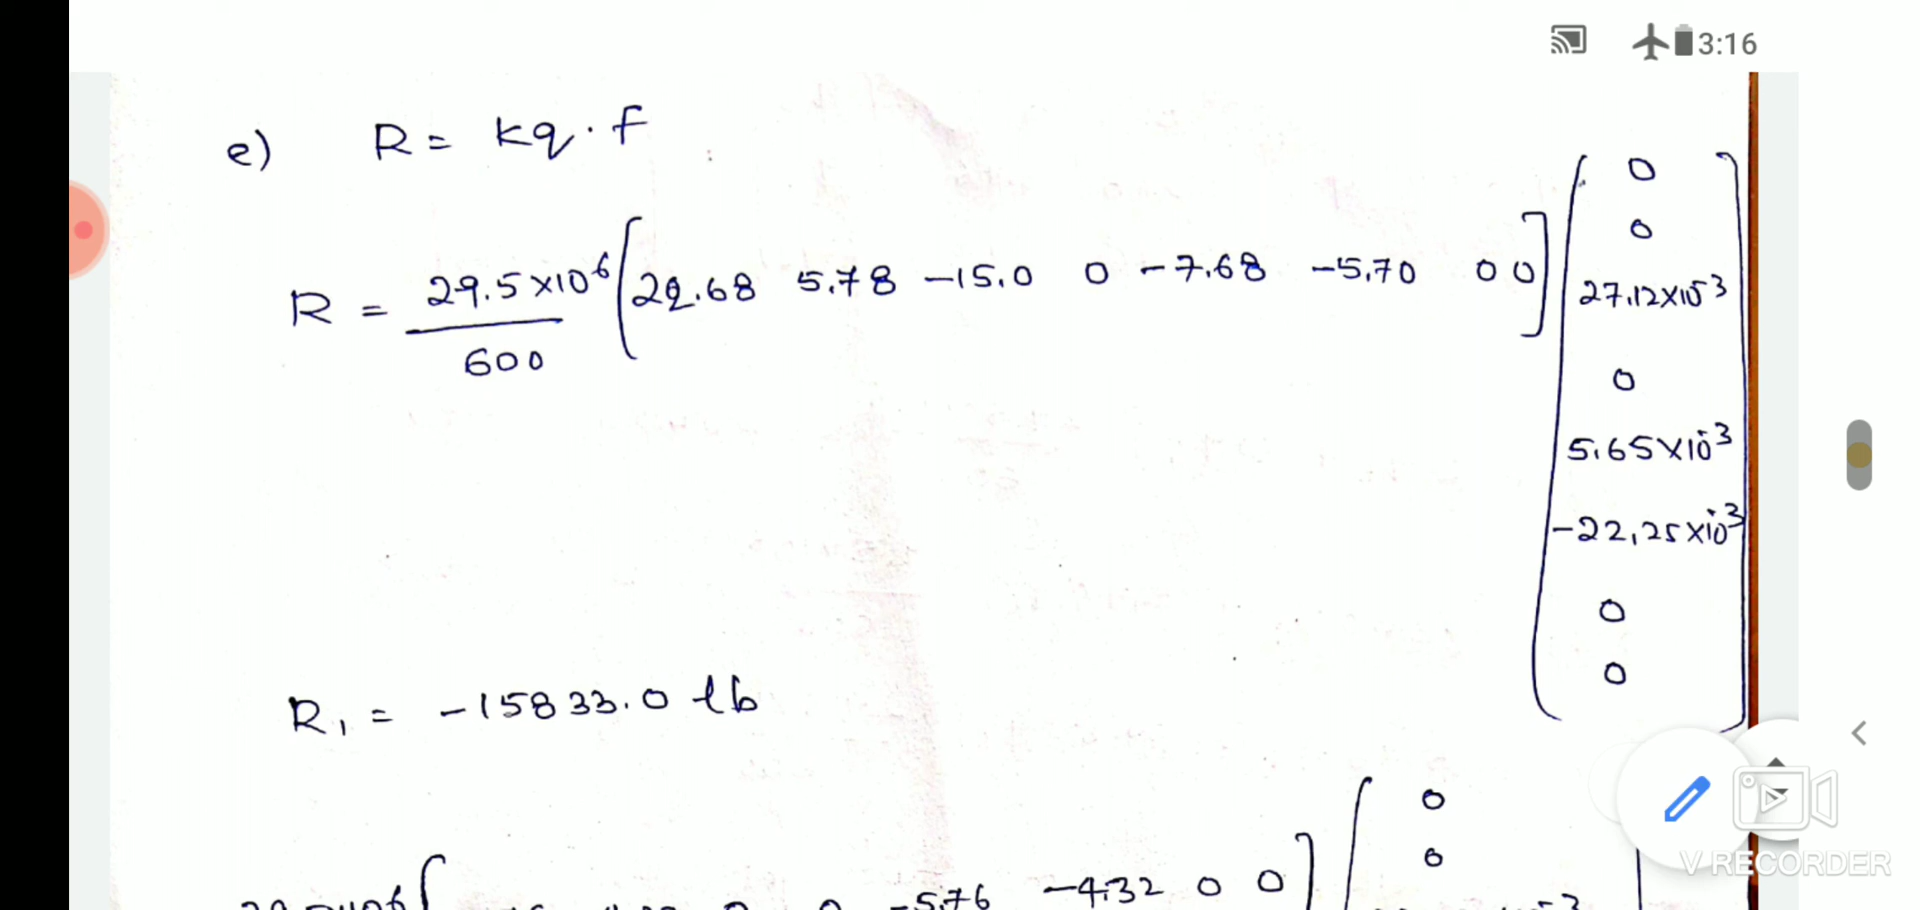 3:16
e) R = kq . F
R = 29.5×10⁶ / 600 [ 22.68 5.78 -15.0 0 -7.68 -5.70 0 0 ] [ 0
0
27.12×10⁻³
0
5.65×10⁻³
-22.25×10⁻³
0
0 ]
R₁ = -15833.0 lb
-5.76 -4.32 0 0 ] [ 0
0
V RECORDER